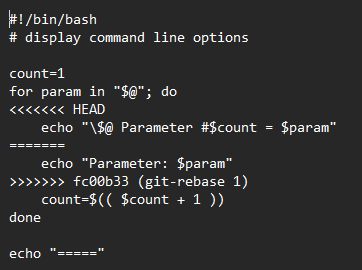 #!/bin/bash
# display command line options

count=1
for param in "$@"; do
<<<<<<< HEAD
    echo "\$@ Parameter #$count = $param"
=======
    echo "Parameter: $param"
>>>>>>> fc00b33 (git-rebase 1)
    count=$(( $count + 1 ))
done

echo "====="